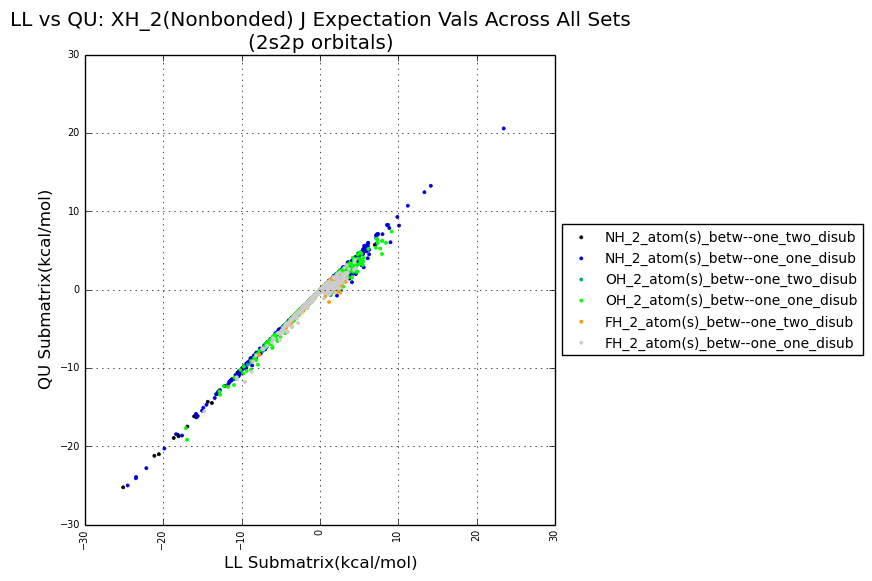 LL vs QU: XH_2(Nonbonded) J Expectation Vals Across All Sets
(2s2p orbitals)
30
20
10
0
−10
−20
−30
QU Submatrix(kcal/mol)
−30
−20
−10
0
10
20
30
LL Submatrix(kcal/mol)
NH_2_atom(s)_betw--one_two_disub
NH_2_atom(s)_betw--one_one_disub
OH_2_atom(s)_betw--one_two_disub
OH_2_atom(s)_betw--one_one_disub
FH_2_atom(s)_betw--one_two_disub
FH_2_atom(s)_betw--one_one_disub